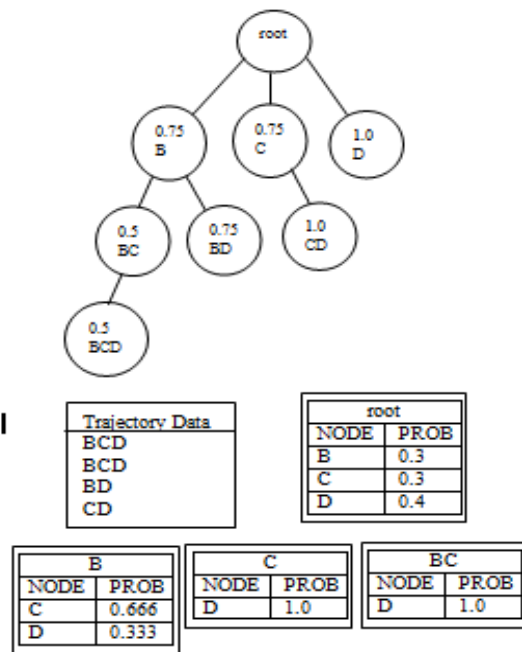 root
0.75
B
0.75
C
1.0
D
0.5
BC
0.75
BD
1.0
CD
0.5
BCD
l
Trajectory Data
BCD
BCD
BD
CD
root
NODE PROB
B 0.3
C 0.3
D 0.4
B
NODE PROB
C 0.666
D 0.333
C
NODE PROB
D 1.0
BC
NODE PROB
D 1.0